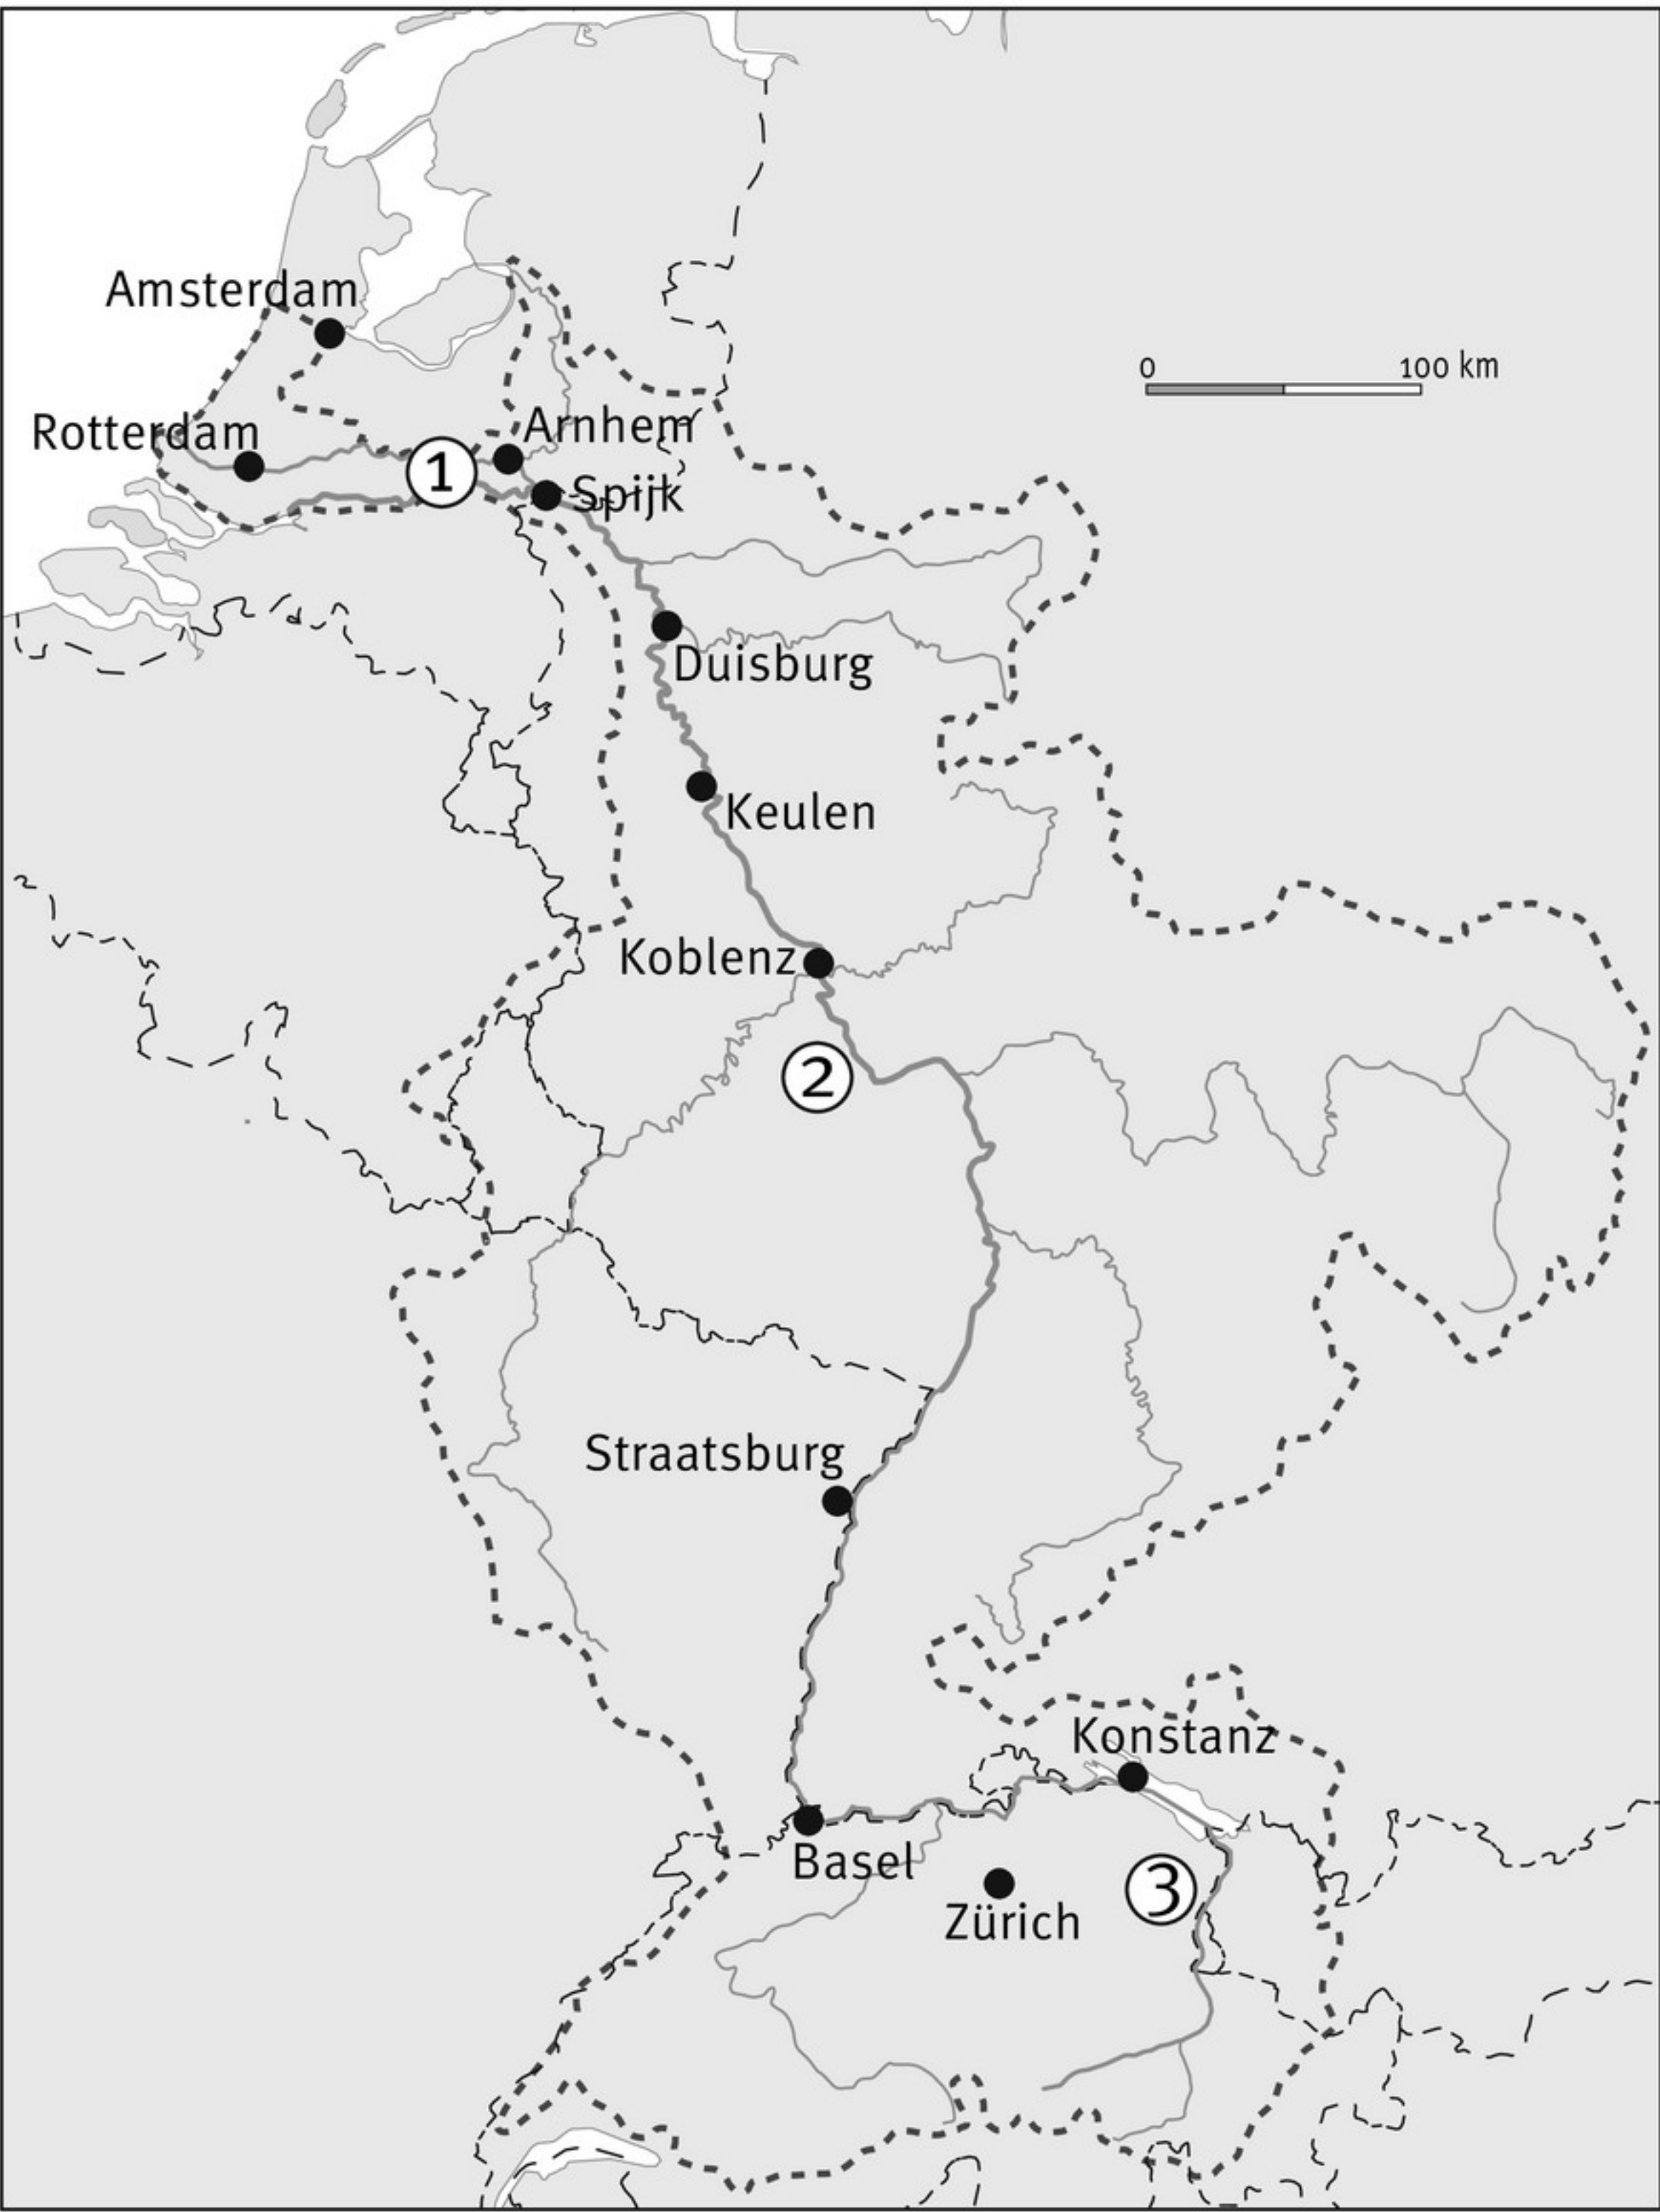 Amsterdam
0 100 km
Rotterdam
Arnhem
1
Spijk
Duisburg
Keulen
Koblenz
2
Straatsburg
Konstanz
Basel
3
Zürich